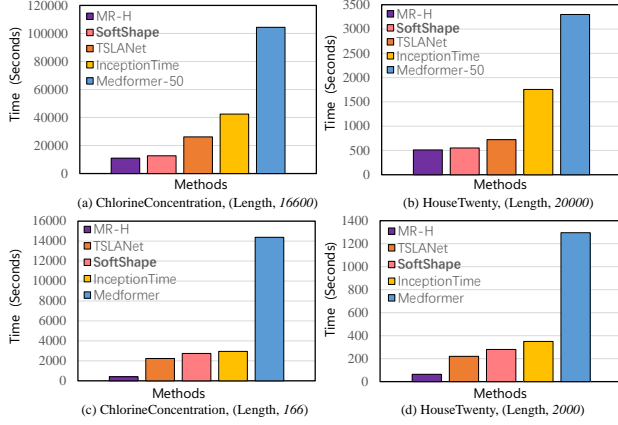 120000
100000
80000
60000
40000
20000
0
Time (Seconds)
MR-H
SoftShape
TSLANet
InceptionTime
Medformer-50
Methods
(a) ChlorineConcentration, (Length, 16600)
3500
3000
2500
2000
1500
1000
500
0
Time (Seconds)
MR-H
SoftShape
TSLANet
InceptionTime
Medformer-50
Methods
(b) HouseTwenty, (Length, 20000)
16000
14000
12000
10000
8000
6000
4000
2000
0
Time (Seconds)
MR-H
TSLANet
SoftShape
InceptionTime
Medformer
Methods
(c) ChlorineConcentration, (Length, 166)
1400
1200
1000
800
600
400
200
0
Time (Seconds)
MR-H
TSLANet
SoftShape
InceptionTime
Medformer
Methods
(d) HouseTwenty, (Length, 2000)